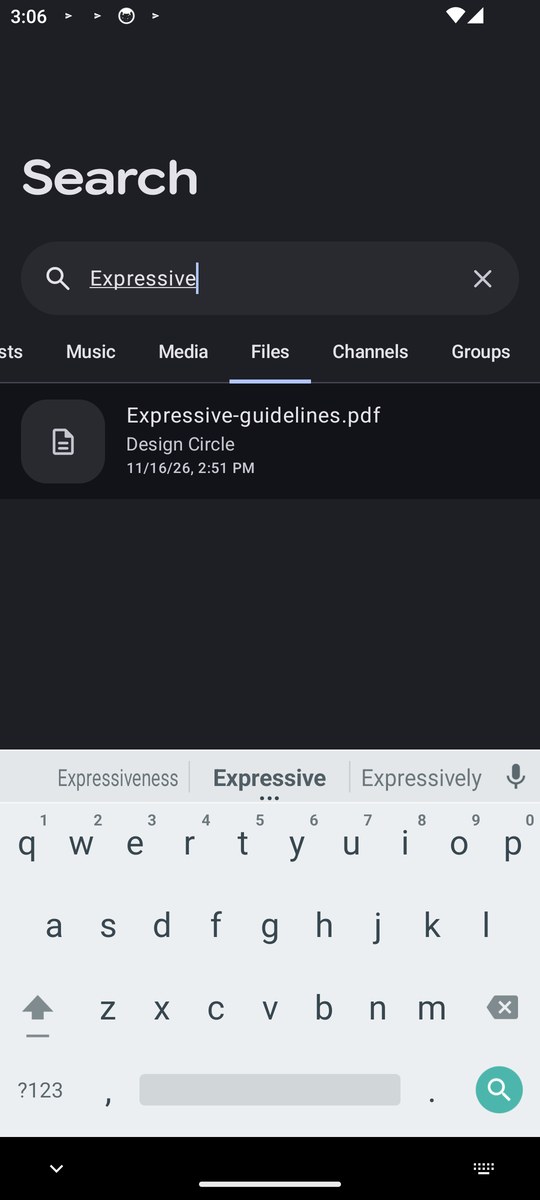 3:06
Search
Expressive
sts Music Media Files Channels Groups
Expressive-guidelines.pdf
Design Circle
11/16/26, 2:51 PM
Expressiveness Expressive Expressively
1 2 3 4 5 6 7 8 9 0
q w e r t y u i o p
a s d f g h j k l
z x c v b n m
?123 , .